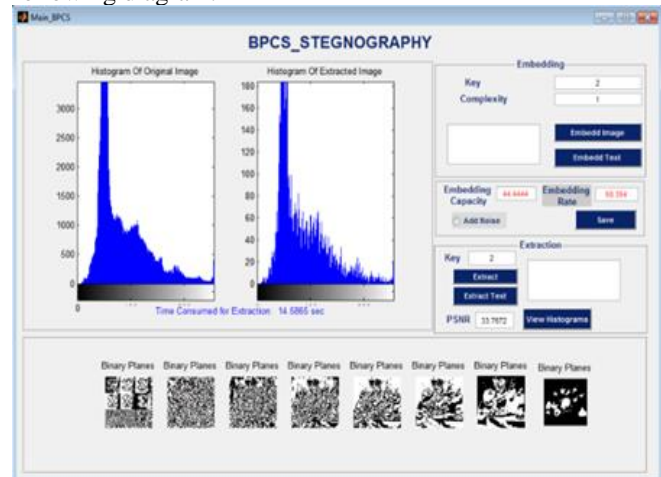 Main_BPCS
BPCS_STEGNOGRAPHY
Histogram Of Original Image
Histogram Of Extracted Image
3000
2500
2000
1500
1000
500
0
0
180
160
140
120
100
80
60
40
20
0
0
Time Consumed for Extraction 14.5865 sec
Embedding
Key 2
Complexity 1
Embedd Image
Embedd Text
Embedding Capacity 44.4444
Embedding Rate
Add Noise
Save
Extraction
Key 2
Extract
Extract Text
PSNR 33.7672
View Histograms
Binary Planes Binary Planes Binary Planes Binary Planes Binary Planes Binary Planes Binary Planes Binary Planes